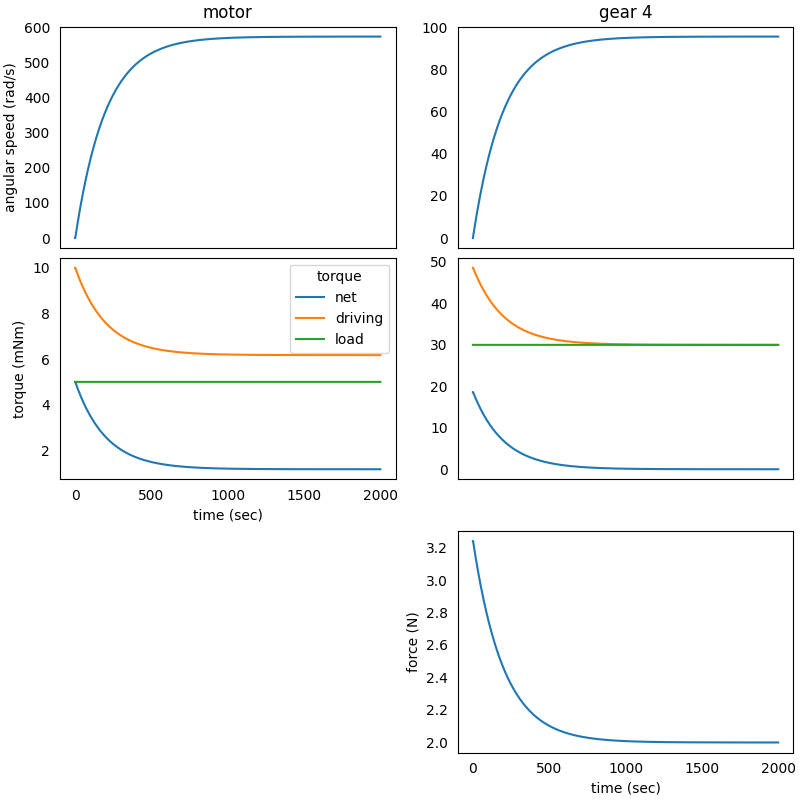 motor
gear 4
600
500
400
300
200
100
0
angular speed (rad/s)
100
80
60
40
20
0
10
8
6
4
2
torque (mNm)
torque
net
driving
load
0 500 1000 1500 2000
time (sec)
50
40
30
20
10
0
3.2
3.0
2.8
2.6
2.4
2.2
2.0
force (N)
0 500 1000 1500 2000
time (sec)